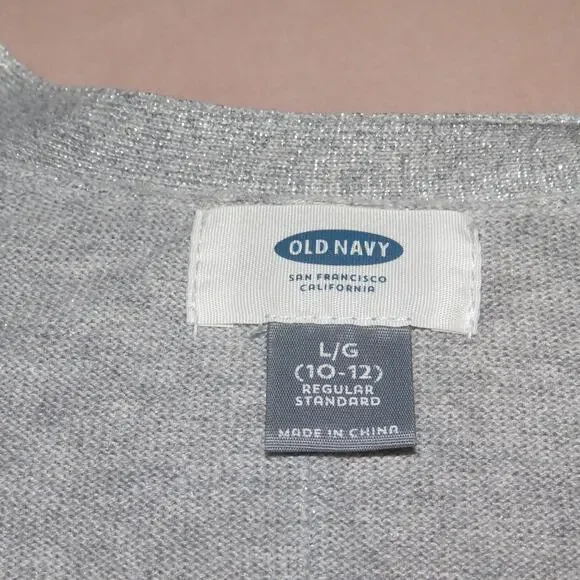 OLD NAVY
SAN FRANCISCO
CALIFORNIA
L/G
(10-12)
REGULAR
STANDARD
MADE IN CHINA